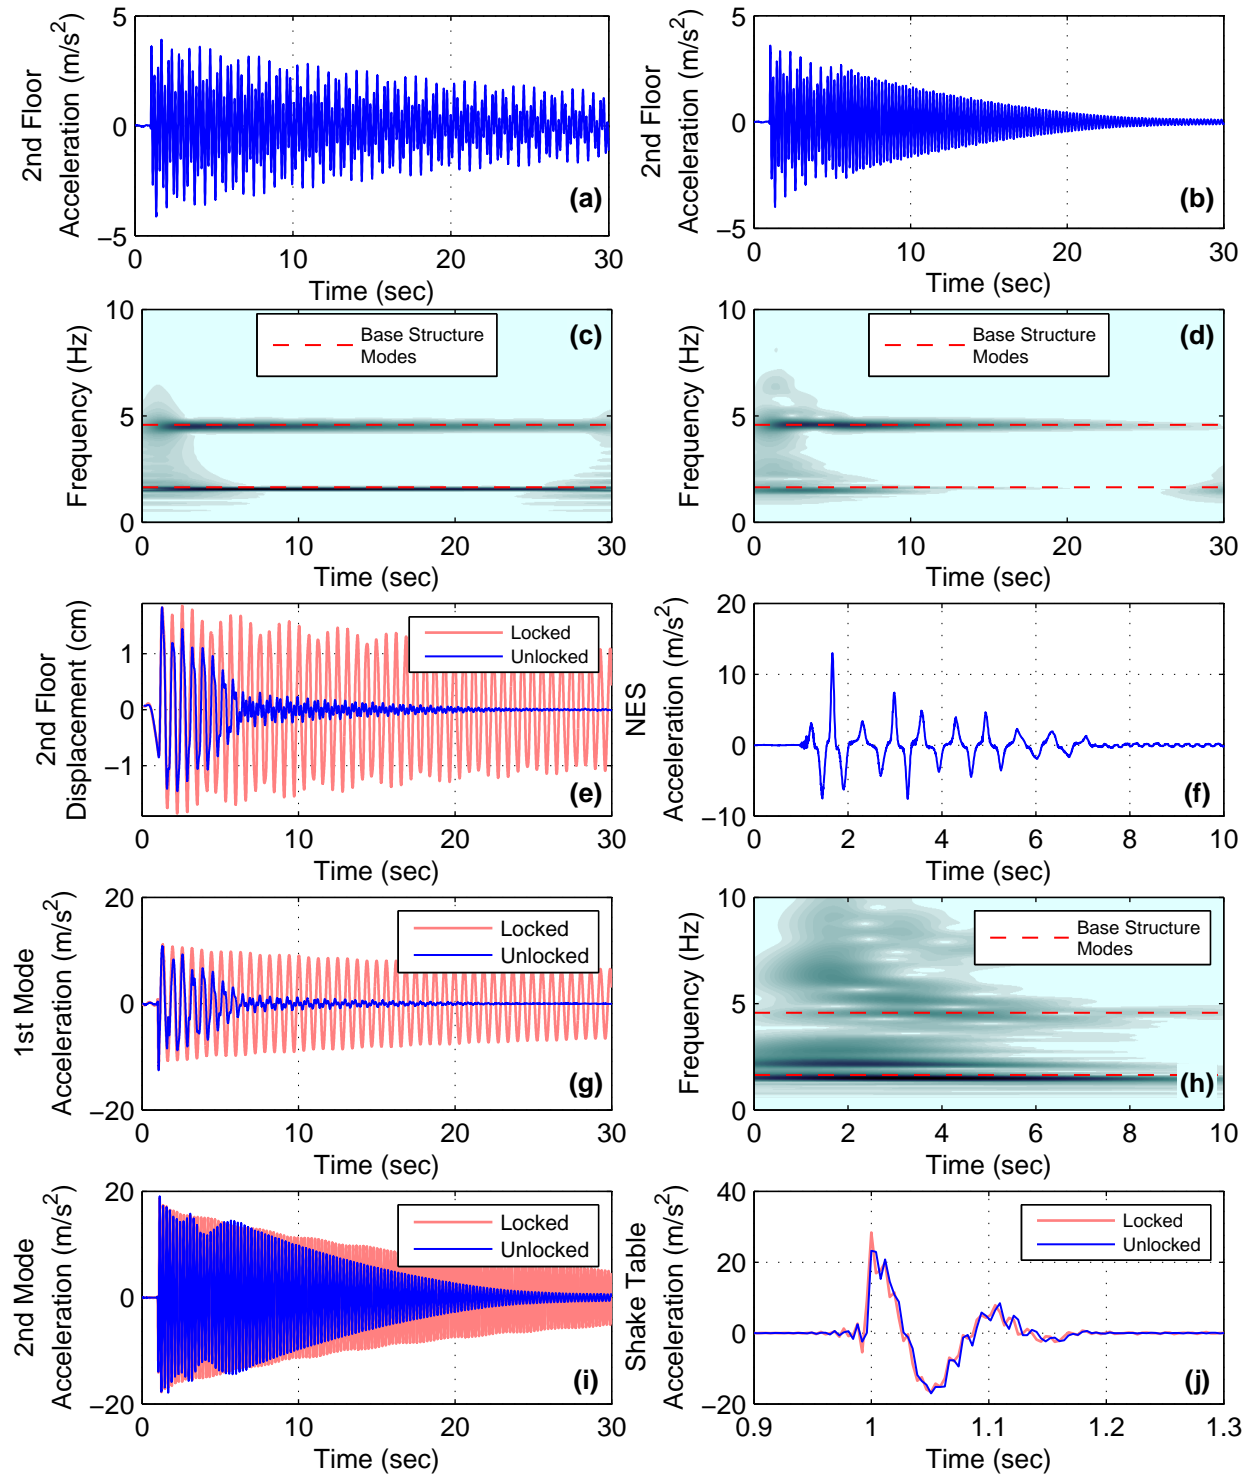 2nd Floor
Acceleration (m/s²)
5
0
−5
0
10
20
30
Time (sec)
(a)
2nd Floor
Acceleration (m/s²)
5
0
−5
0
10
20
30
Time (sec)
(b)
Frequency (Hz)
10
5
0
0
10
20
30
Time (sec)
Base Structure
Modes
(c)
Frequency (Hz)
10
5
0
0
10
20
30
Time (sec)
Base Structure
Modes
(d)
2nd Floor
Displacement (cm)
1
0
−1
0
10
20
30
Time (sec)
Locked
Unlocked
(e)
NES
Acceleration (m/s²)
20
10
0
−10
0
2
4
6
8
10
Time (sec)
(f)
1st Mode
Acceleration (m/s²)
20
0
−20
0
10
20
30
Time (sec)
Locked
Unlocked
(g)
Frequency (Hz)
10
5
0
0
2
4
6
8
10
Time (sec)
Base Structure
Modes
(h)
2nd Mode
Acceleration (m/s²)
20
0
−20
0
10
20
30
Time (sec)
Locked
Unlocked
(i)
Shake Table
Acceleration (m/s²)
40
20
0
−20
0.9
1
1.1
1.2
1.3
Time (sec)
Locked
Unlocked
(j)